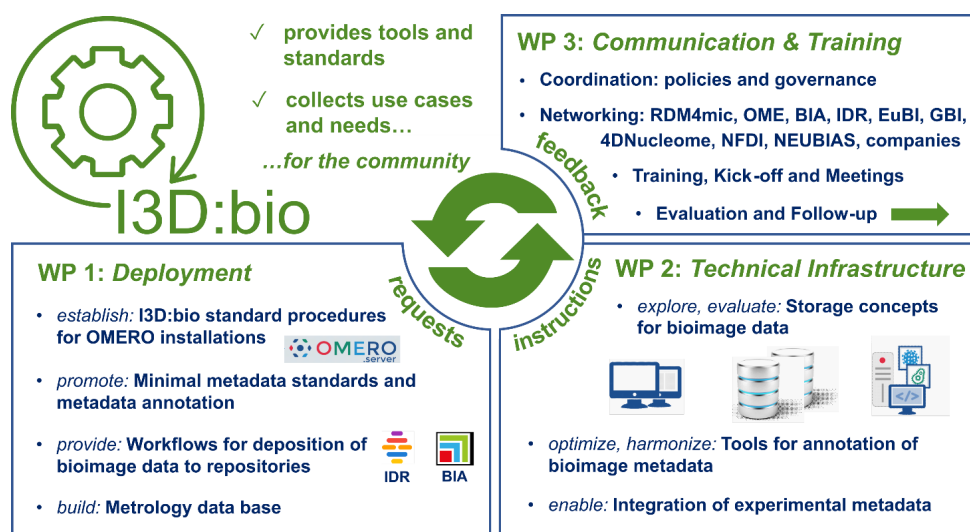 ✓ provides tools and
standards
✓ collects use cases
and needs…
…for the community
I3D:bio
WP 3: Communication & Training
• Coordination: policies and governance
• Networking: RDM4mic, OME, BIA, IDR, EuBI, GBI,
4DNucleome, NFDI, NEUBIAS, companies
• Training, Kick-off and Meetings
• Evaluation and Follow-up
feedback
requests
instructions
WP 1: Deployment
• establish: I3D:bio standard procedures
for OMERO installations
OMERO
.server
• promote: Minimal metadata standards and
metadata annotation
• provide: Workflows for deposition of
bioimage data to repositories
IDR
BIA
• build: Metrology data base
WP 2: Technical Infrastructure
• explore, evaluate: Storage concepts
for bioimage data
</>
• optimize, harmonize: Tools for annotation of
bioimage metadata
• enable: Integration of experimental metadata